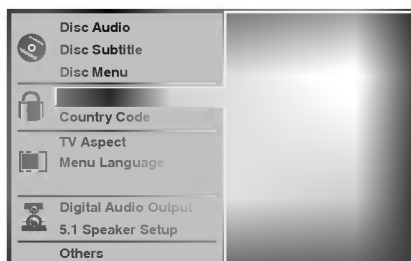 Disc Audio
Disc Subtitle
Disc Menu
Country Code
TV Aspect
Menu Language
Digital Audio Output
5.1 Speaker Setup
Others